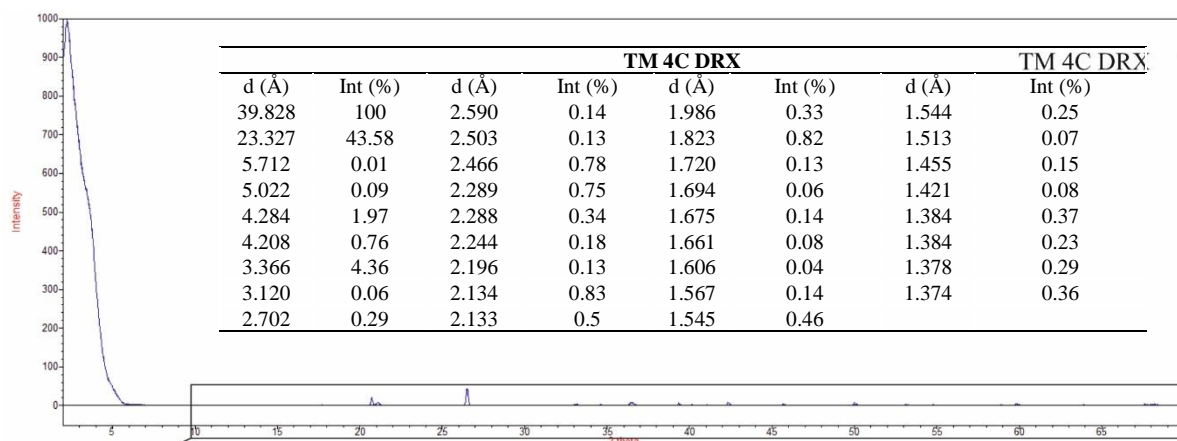 1000
900
800
700
600
500
400
300
200
100
0
Intensity
TM 4C DRX TM 4C DRX
d (Å) Int (%) d (Å) Int (%) d (Å) Int (%) d (Å) Int (%)
39.828 100 2.590 0.14 1.986 0.33 1.544 0.25
23.327 43.58 2.503 0.13 1.823 0.82 1.513 0.07
5.712 0.01 2.466 0.78 1.720 0.13 1.455 0.15
5.022 0.09 2.289 0.75 1.694 0.06 1.421 0.08
4.284 1.97 2.288 0.34 1.675 0.14 1.384 0.37
4.208 0.76 2.244 0.18 1.661 0.08 1.384 0.23
3.366 4.36 2.196 0.13 1.606 0.04 1.378 0.29
3.120 0.06 2.134 0.83 1.567 0.14 1.374 0.36
2.702 0.29 2.133 0.5 1.545 0.46
5 10 15 20 25 30 35 40 45 50 55 60 65